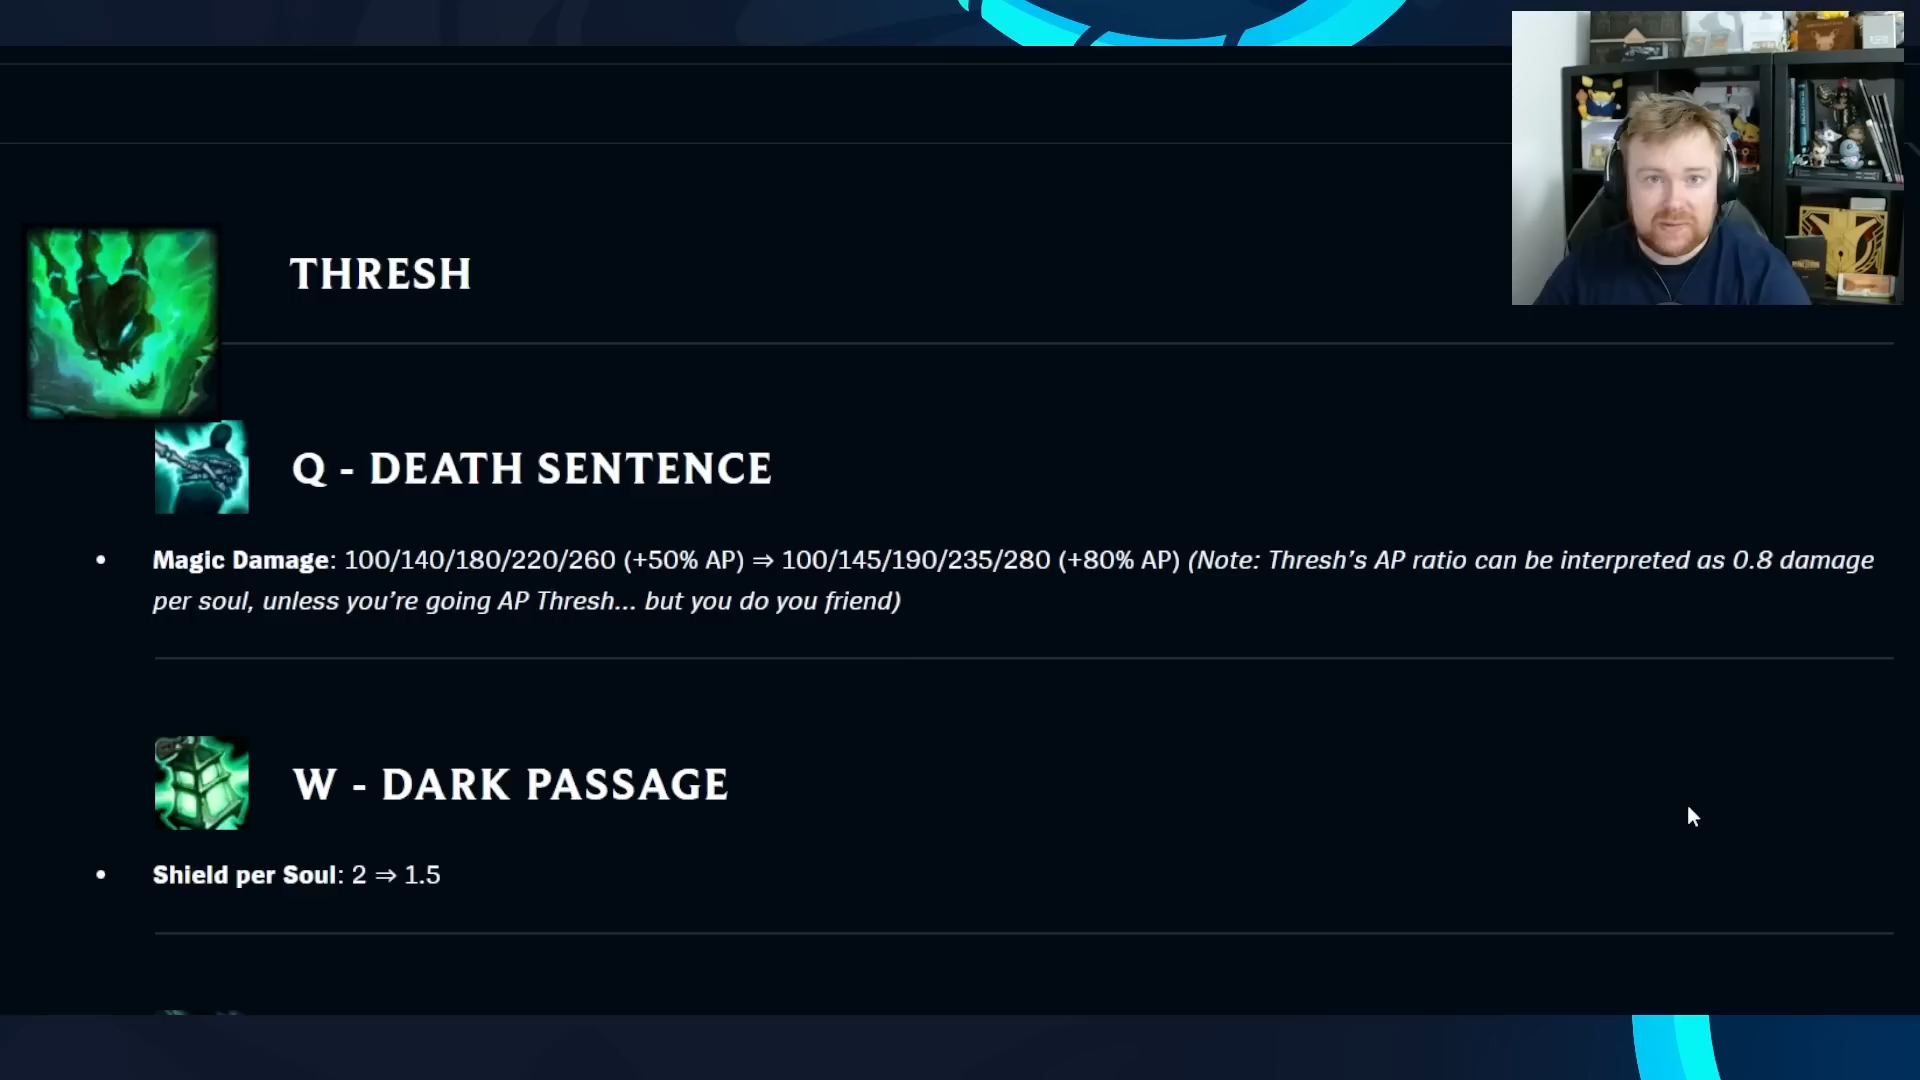 THRESH
Q - DEATH SENTENCE
• Magic Damage: 100/140/180/220/260 (+50% AP) ⇒ 100/145/190/235/280 (+80% AP) (Note: Thresh's AP ratio can be interpreted as 0.8 damage
per soul, unless you're going AP Thresh... but you do you friend)
W - DARK PASSAGE
• Shield per Soul: 2 ⇒ 1.5